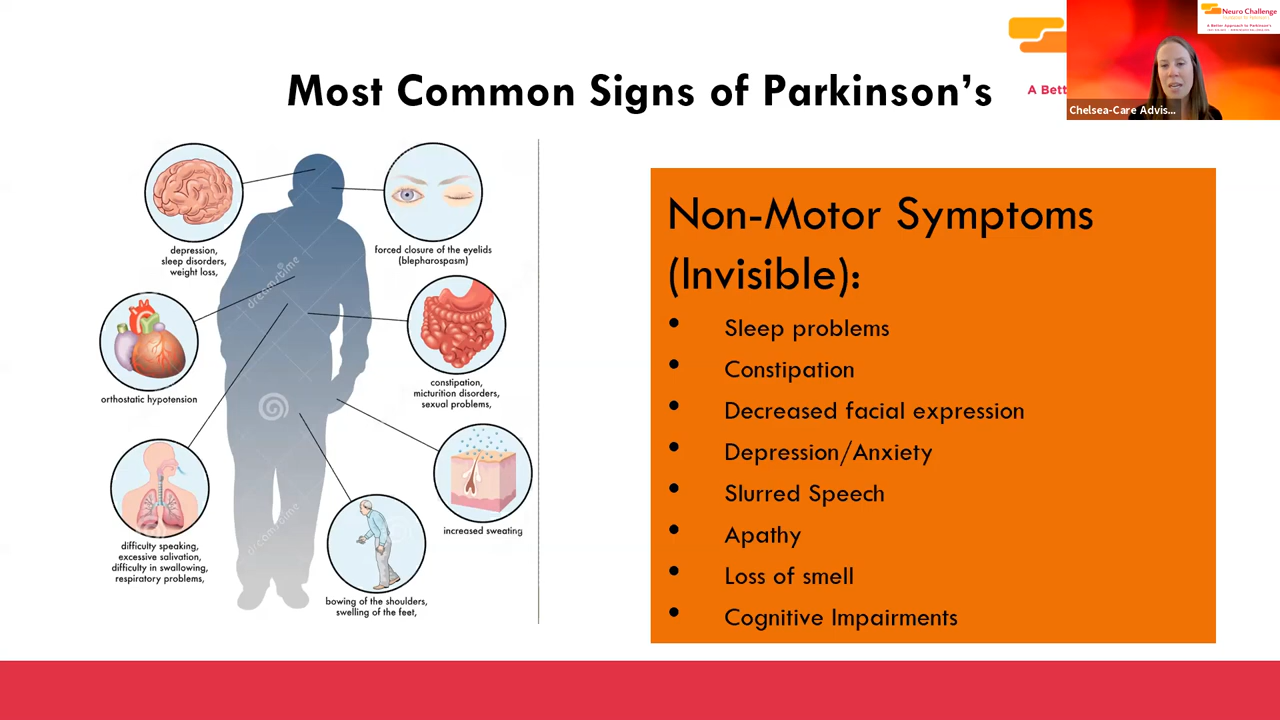 Most Common Signs of Parkinson's
Neuro Challenge
A Better Approach to Parkinson's
A Bett
Chelsea-Care Advis...
depression,
sleep disorders,
weight loss,
forced closure of the eyelids
(blepharospasm)
orthostatic hypotension
constipation,
micturition disorders,
sexual problems,
difficulty speaking,
excessive salivation,
difficulty in swallowing,
respiratory problems,
increased sweating
bowing of the shoulders,
swelling of the feet,
dreamstime
dreamstime
Non-Motor Symptoms
(Invisible):
• Sleep problems
• Constipation
• Decreased facial expression
• Depression/Anxiety
• Slurred Speech
• Apathy
• Loss of smell
• Cognitive Impairments